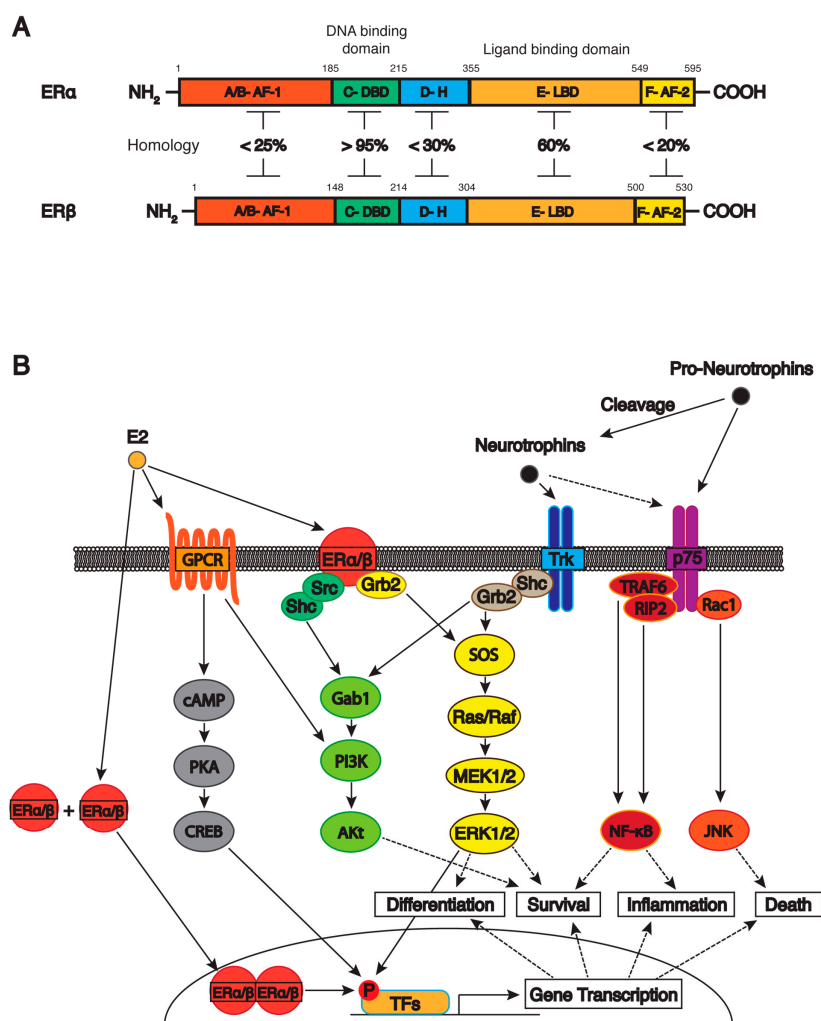 A
DNA binding
domain
Ligand binding domain
1 185 215 355 549 595
ERα NH2 A/B- AF-1 C- DBD D- H E- LBD F- AF-2 COOH
Homology < 25% > 95% < 30% 60% < 20%
1 148 214 304 500 530
ERβ NH2 A/B- AF-1 C- DBD D- H E- LBD F- AF-2 COOH
B
Pro-Neurotrophins
Cleavage
E2
Neurotrophins
GPCR ERα/β Trk p75
Src Grb2 Shc TRAF6
Shc Grb2 RIP2 Rac1
SOS
cAMP Gab1
Ras/Raf
PKA PI3K MEK1/2
ERα/β + ERα/β
CREB AKt ERK1/2 NF-κB JNK
Differentiation Survival Inflammation Death
ERα/β ERα/β P TFs Gene Transcription